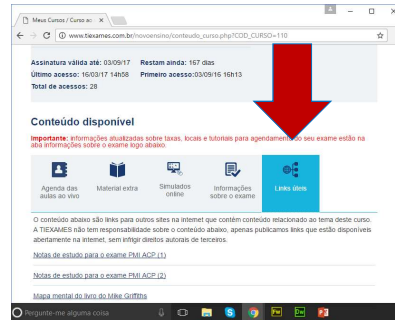 Meus Cursos / Curso ao
www.tiexames.com.br/novoensino/conteudo_curso.php?COD_CURSO=110
Assinatura válida até: 03/09/17 Restam ainda: 167 dias
Último acesso: 16/03/17 14h58 Primeiro acesso:03/09/16 16h13
Total de acessos: 28
Conteúdo disponível
Importante: informações atualizadas sobre taxas, locais e tutoriais para agendamento do seu exame estão na
aba informações sobre o exame logo abaixo.
Agenda das
aulas ao vivo
Material extra
Simulados
online
Informações
sobre o exame
Links úteis
O conteúdo abaixo são links para outros sites na internet que contém conteúdo relacionado ao tema deste curso.
A TIEXAMES não tem responsabilidade sobre o conteúdo abaixo, apenas publicamos links que estão disponíveis
abertamente na internet, sem infrigir direitos autorais de terceiros.
Notas de estudo para o exame PMI ACP (1)
Notas de estudo para o exame PMI ACP (2)
Mapa mental do livro do Mike Griffiths
Pergunte-me alguma coisa
Fw
Dw